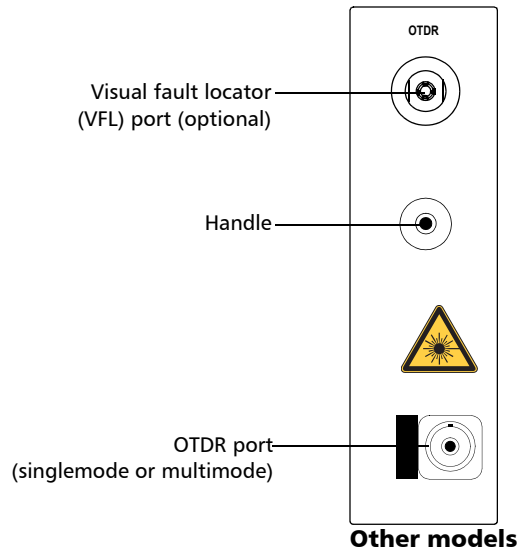 OTDR
Visual fault locator
(VFL) port (optional)
Handle
OTDR port
(singlemode or multimode)
Other models